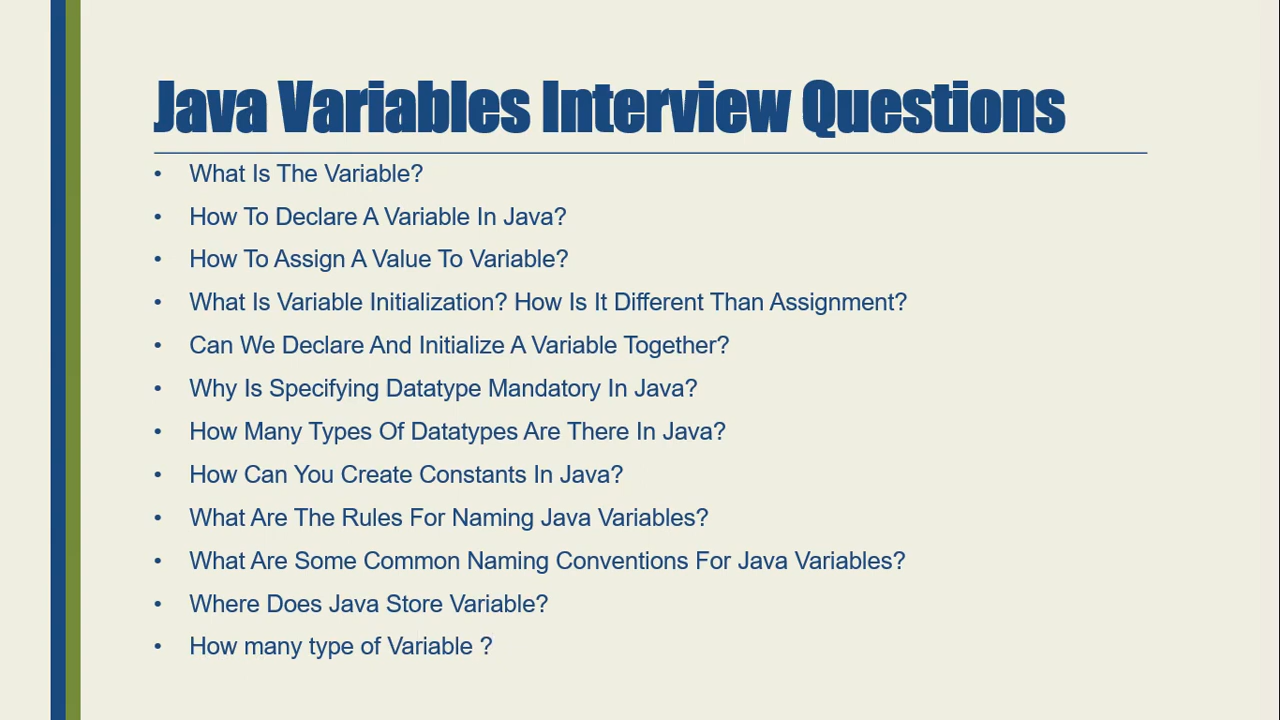 Java Variables Interview Questions
• What Is The Variable?
• How To Declare A Variable In Java?
• How To Assign A Value To Variable?
• What Is Variable Initialization? How Is It Different Than Assignment?
• Can We Declare And Initialize A Variable Together?
• Why Is Specifying Datatype Mandatory In Java?
• How Many Types Of Datatypes Are There In Java?
• How Can You Create Constants In Java?
• What Are The Rules For Naming Java Variables?
• What Are Some Common Naming Conventions For Java Variables?
• Where Does Java Store Variable?
• How many type of Variable ?